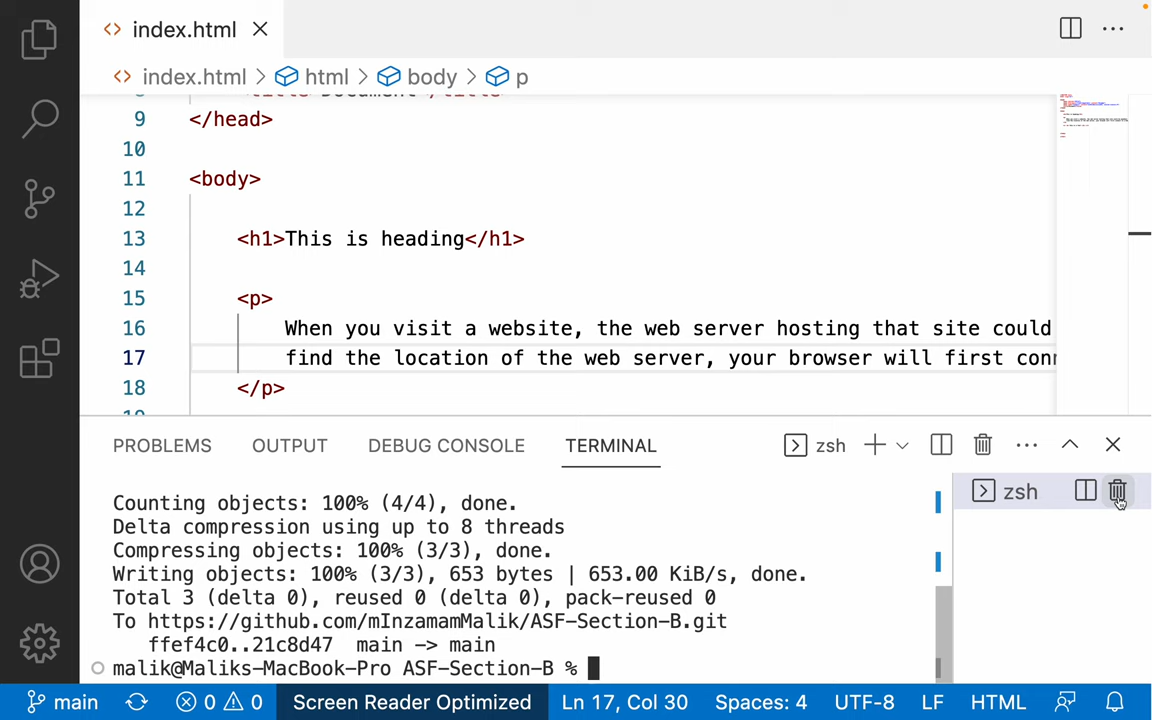 index.html
index.html > html > body > p
<title>Document</title>
9 </head>
10
11 <body>
12
13 <h1>This is heading</h1>
14
15 <p>
16 When you visit a website, the web server hosting that site could
17 find the location of the web server, your browser will first con
18 </p>
PROBLEMS OUTPUT DEBUG CONSOLE TERMINAL zsh
zsh
Counting objects: 100% (4/4), done.
Delta compression using up to 8 threads
Compressing objects: 100% (3/3), done.
Writing objects: 100% (3/3), 653 bytes | 653.00 KiB/s, done.
Total 3 (delta 0), reused 0 (delta 0), pack-reused 0
To https://github.com/mInzamamMalik/ASF-Section-B.git
ffef4c0..21c8d47 main -> main
malik@Maliks-MacBook-Pro ASF-Section-B %
main 0 0 Screen Reader Optimized Ln 17, Col 30 Spaces: 4 UTF-8 LF HTML